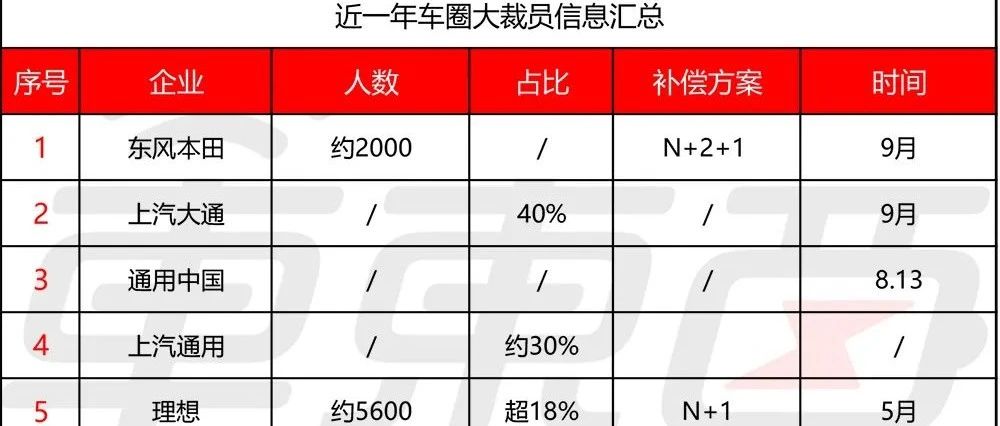 近一年车圈大裁员信息汇总
序号 企业 人数 占比 补偿方案 时间
1 东风本田 约2000 / N+2+1 9月
2 上汽大通 / 40% / 9月
3 通用中国 / / / 8.13
4 上汽通用 / 约30% /
5 理想 约5600 超18% N+1 5月
车东西